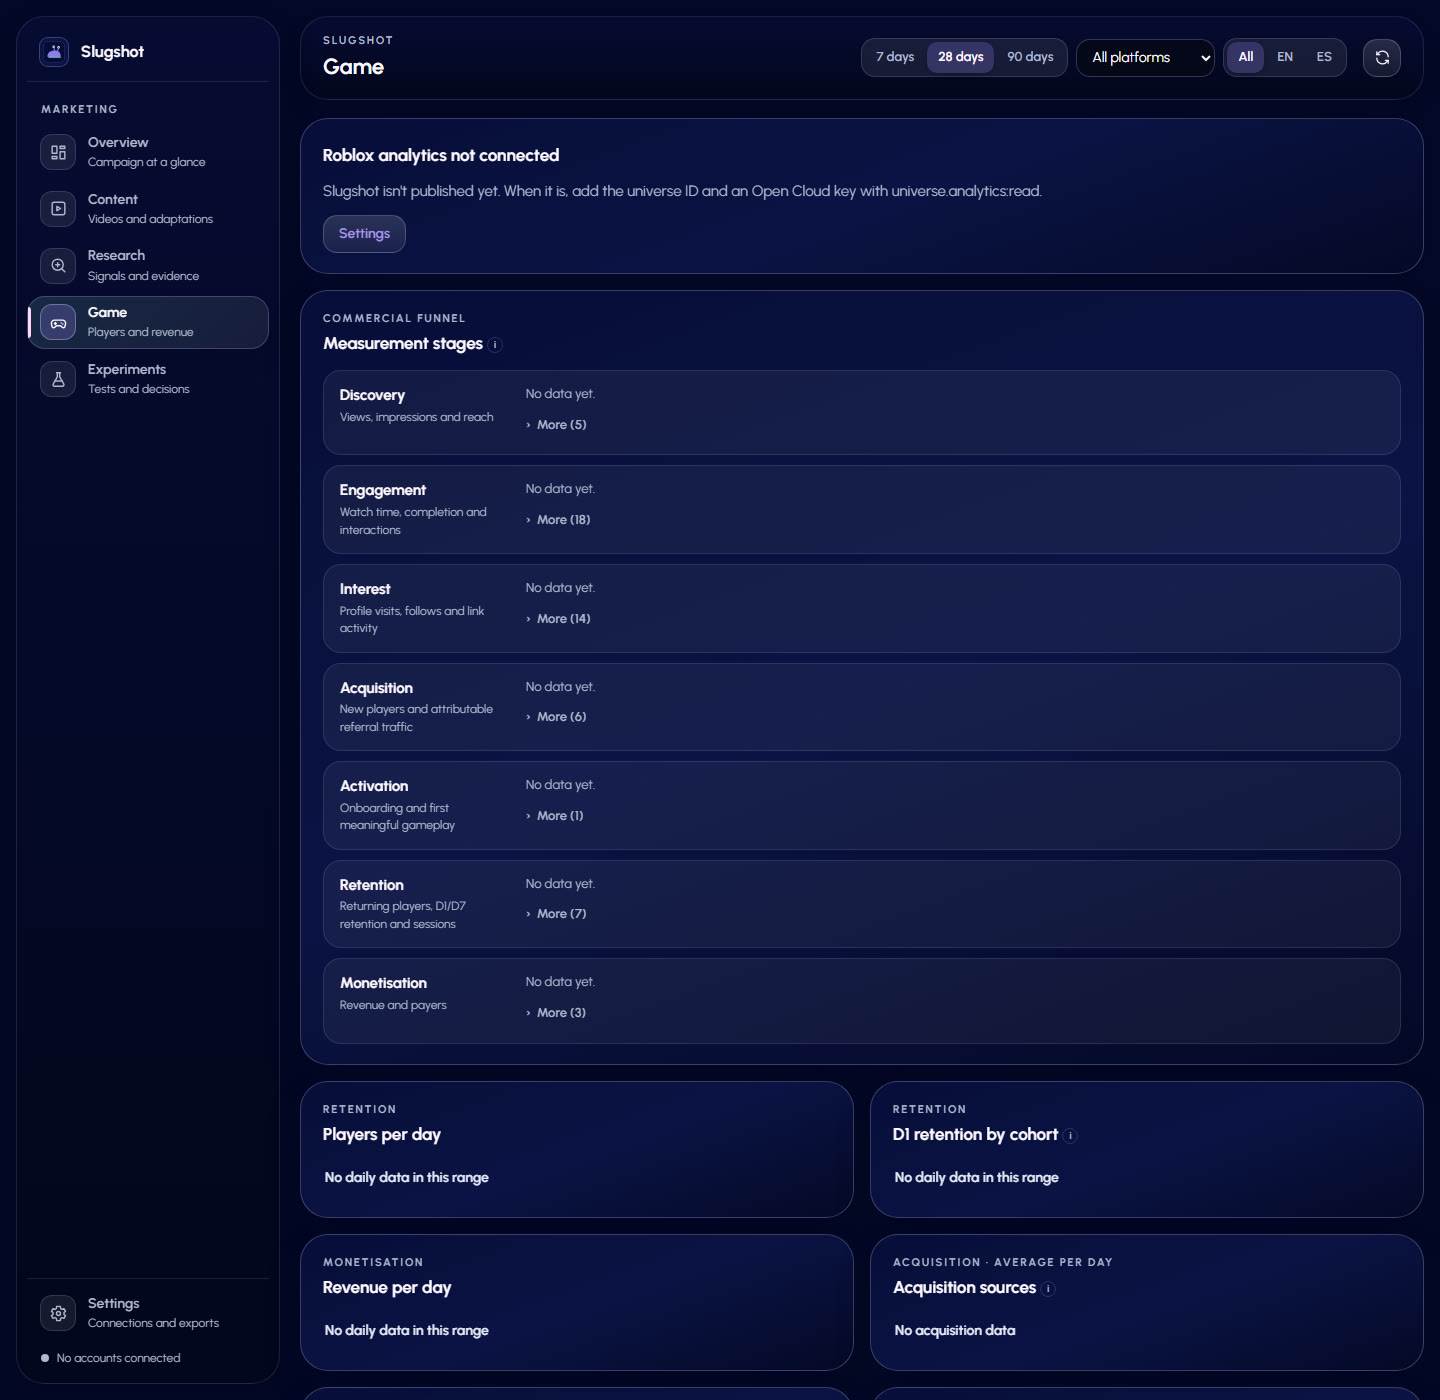 Slugshot
MARKETING
Overview
Campaign at a glance
Content
Videos and adaptations
Research
Signals and evidence
Game
Players and revenue
Experiments
Tests and decisions
Settings
Connections and exports
No accounts connected
SLUGSHOT
Game
7 days
28 days
90 days
All platforms
All
EN
ES
Roblox analytics not connected
Slugshot isn't published yet. When it is, add the universe ID and an Open Cloud key with universe.analytics:read.
Settings
COMMERCIAL FUNNEL
Measurement stages i
Discovery
Views, impressions and reach
No data yet.
› More (5)
Engagement
Watch time, completion and
interactions
No data yet.
› More (18)
Interest
Profile visits, follows and link
activity
No data yet.
› More (14)
Acquisition
New players and attributable
referral traffic
No data yet.
› More (6)
Activation
Onboarding and first
meaningful gameplay
No data yet.
› More (1)
Retention
Returning players, D1/D7
retention and sessions
No data yet.
› More (7)
Monetisation
Revenue and payers
No data yet.
› More (3)
RETENTION
Players per day
No daily data in this range
RETENTION
D1 retention by cohort i
No daily data in this range
MONETISATION
Revenue per day
No daily data in this range
ACQUISITION · AVERAGE PER DAY
Acquisition sources i
No acquisition data